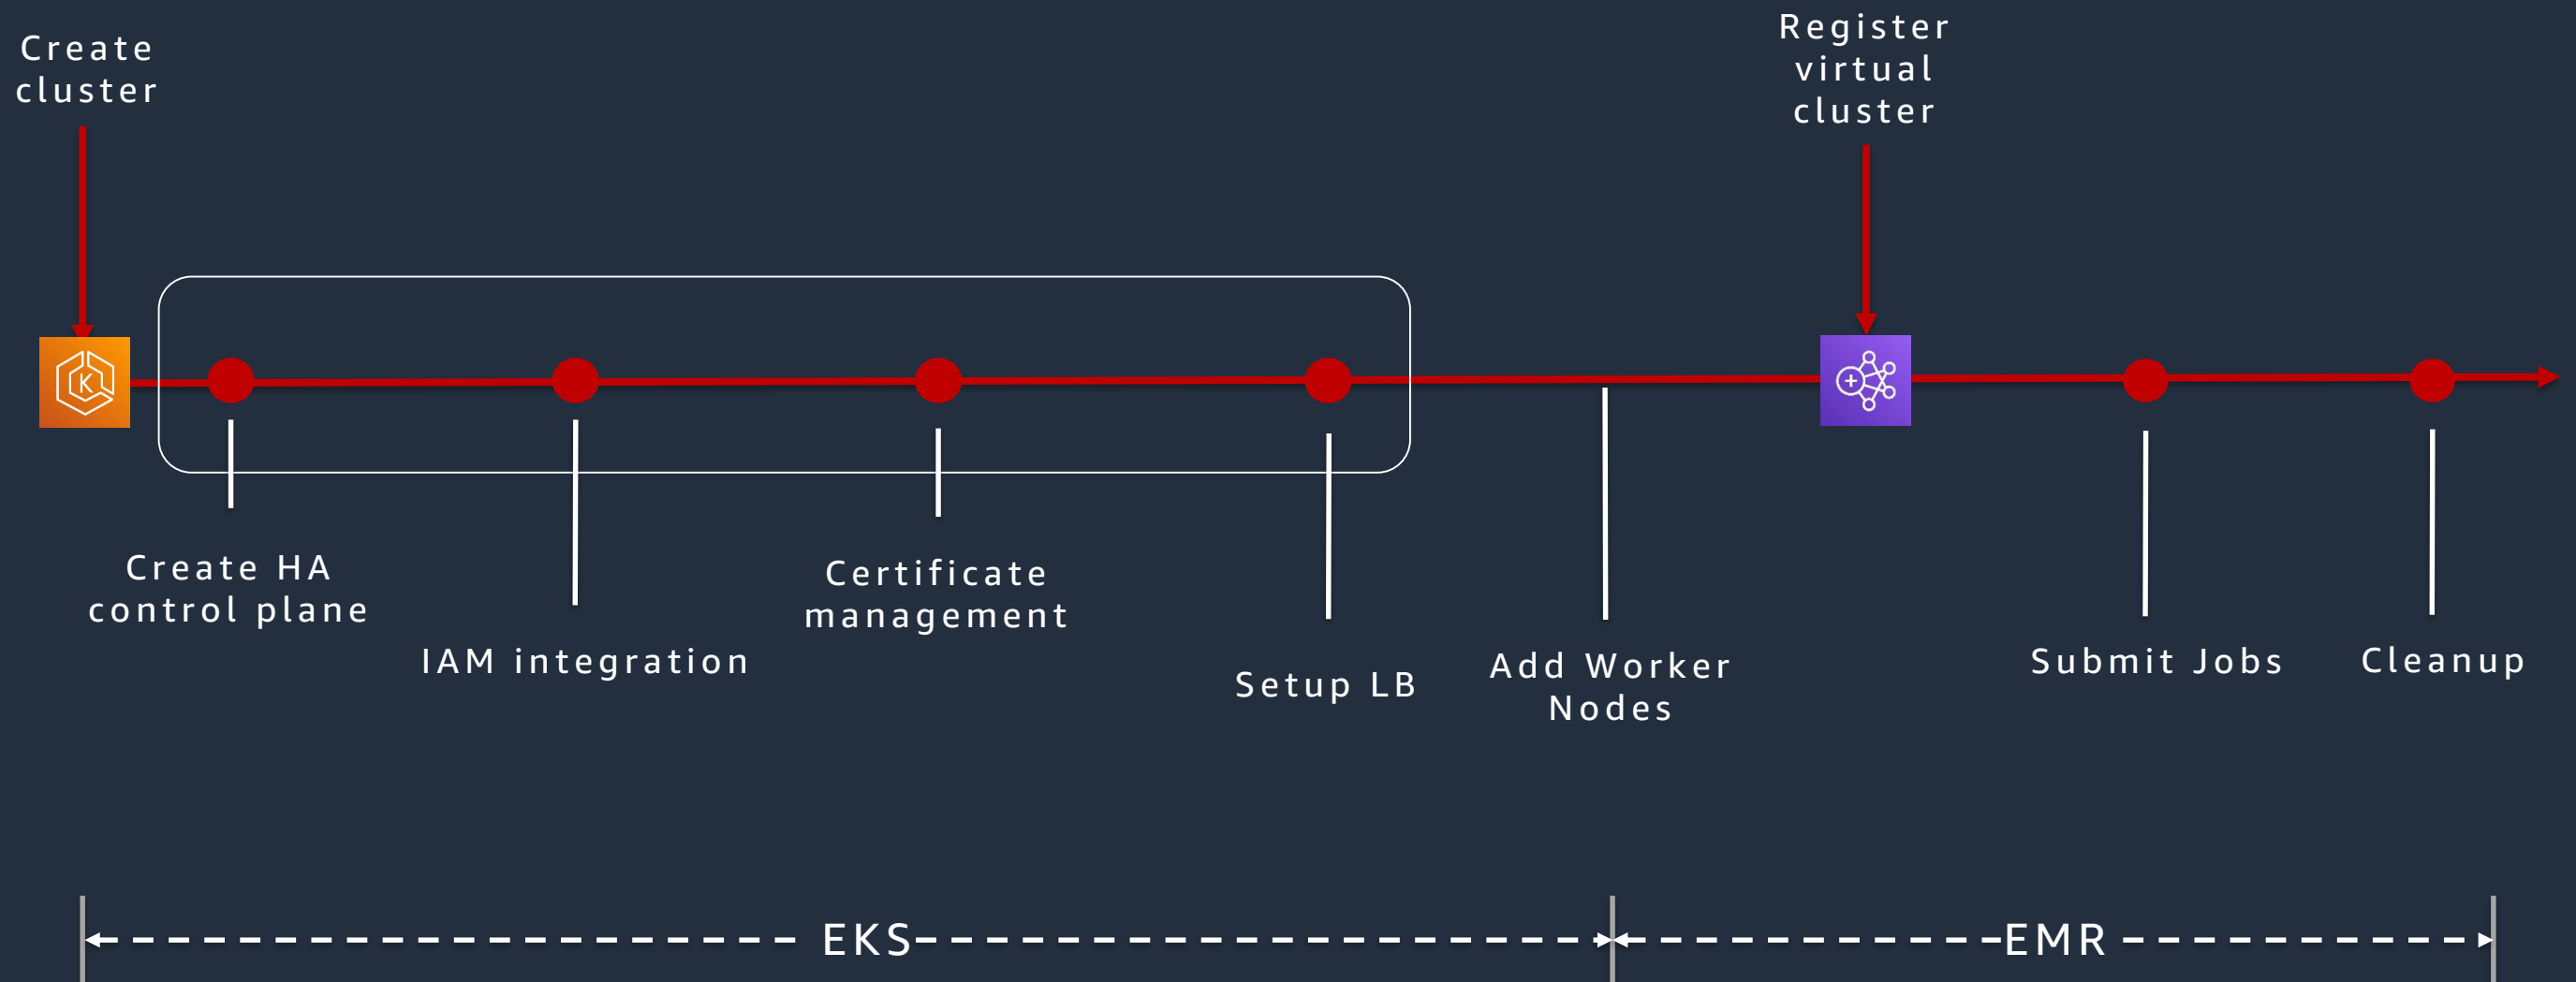 Create
cluster
Register
virtual
cluster
K
Create HA
control plane
IAM integration
Certificate
management
Setup LB
Add Worker
Nodes
Submit Jobs
Cleanup
EKS
EMR